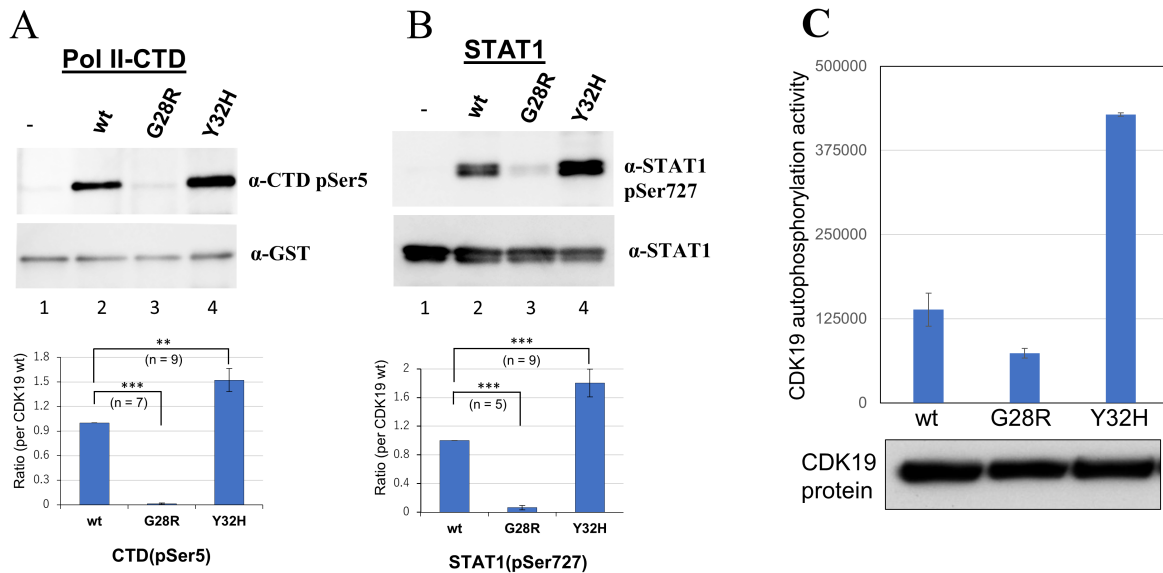 A
Pol II-CTD
-
wt
G28R
Y32H
α-CTD pSer5
α-GST
1 2 3 4
1.8
1.5
1.2
0.9
0.6
0.3
0
Ratio (per CDK19 wt)
**
(n = 9)
***
(n = 7)
wt G28R Y32H
CTD(pSer5)
B
STAT1
-
wt
G28R
Y32H
α-STAT1
pSer727
α-STAT1
1 2 3 4
2
1.6
1.2
0.8
0.4
0
Ratio (per CDK19 wt)
***
(n = 9)
***
(n = 5)
wt G28R Y32H
STAT1(pSer727)
C
500000
375000
250000
125000
0
CDK19 autophosphorylation activity
wt G28R Y32H
CDK19
protein